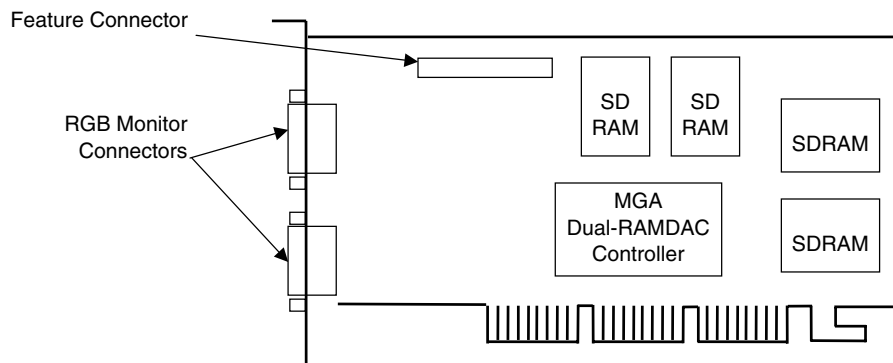 Feature Connector
RGB Monitor
Connectors
SD
RAM
SD
RAM
SDRAM
MGA
Dual-RAMDAC
Controller
SDRAM